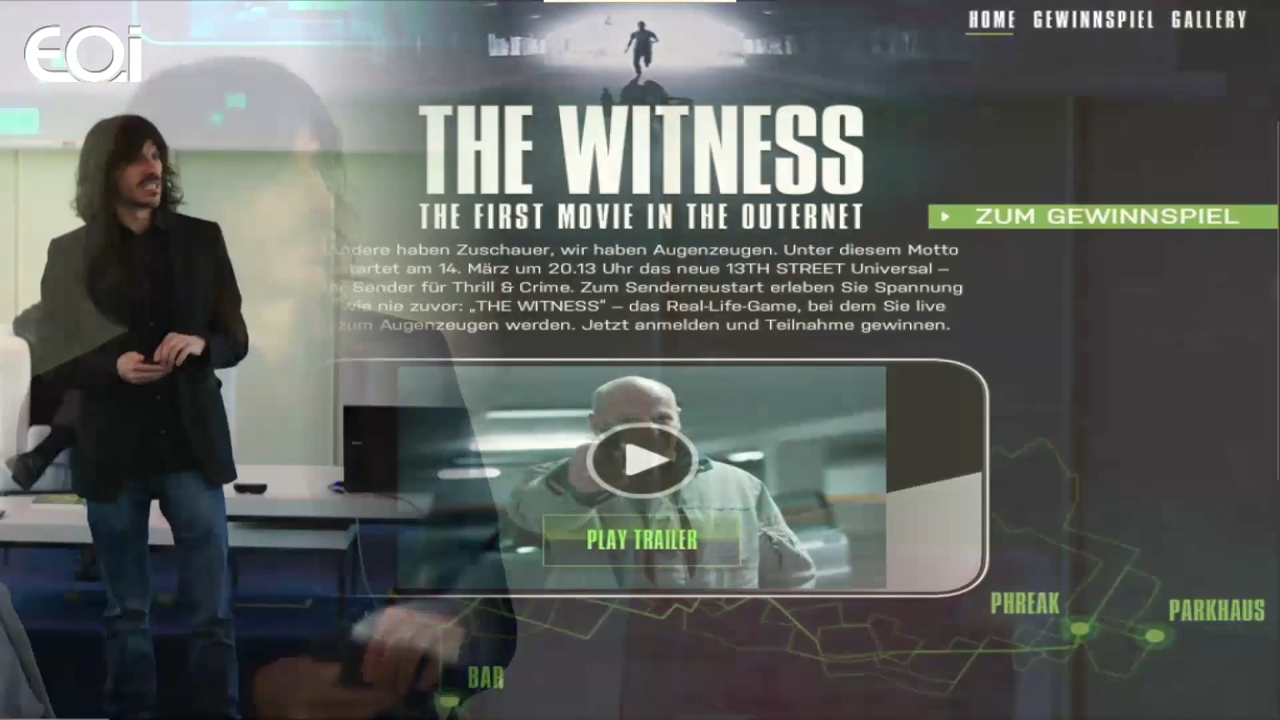 EOi
HOME GEWINNSPIEL GALLERY
THE WITNESS
THE FIRST MOVIE IN THE OUTERNET
ZUM GEWINNSPIEL
haben Zuschauer, wir haben Augenzeugen. Unter diesem Motto
am 14. März um 20.13 Uhr das neue 13TH STREET Universal –
Sender für Thrill & Crime. Zum Senderneustart erleben Sie Spannung
wie nie zuvor: „THE WITNESS” – das Real-Life-Game, bei dem Sie live
zum Augenzeugen werden. Jetzt anmelden und Teilnahme gewinnen.
PLAY TRAILER
PHREAK
PARKHAUS
BAR